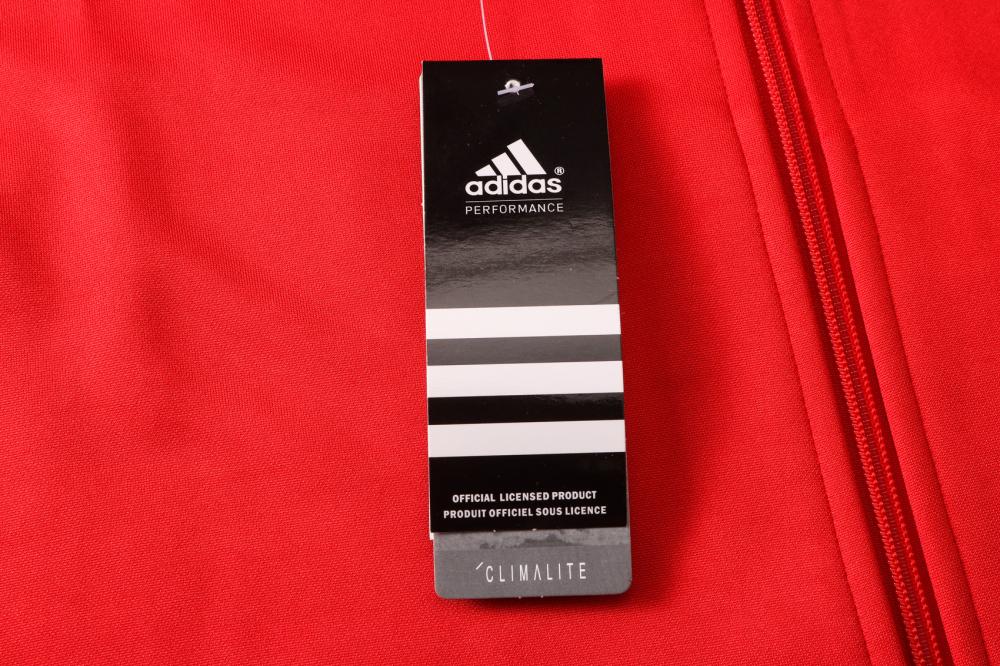 adidas®
PERFORMANCE
OFFICIAL LICENSED PRODUCT
PRODUIT OFFICIEL SOUS LICENCE
CLIMALITE